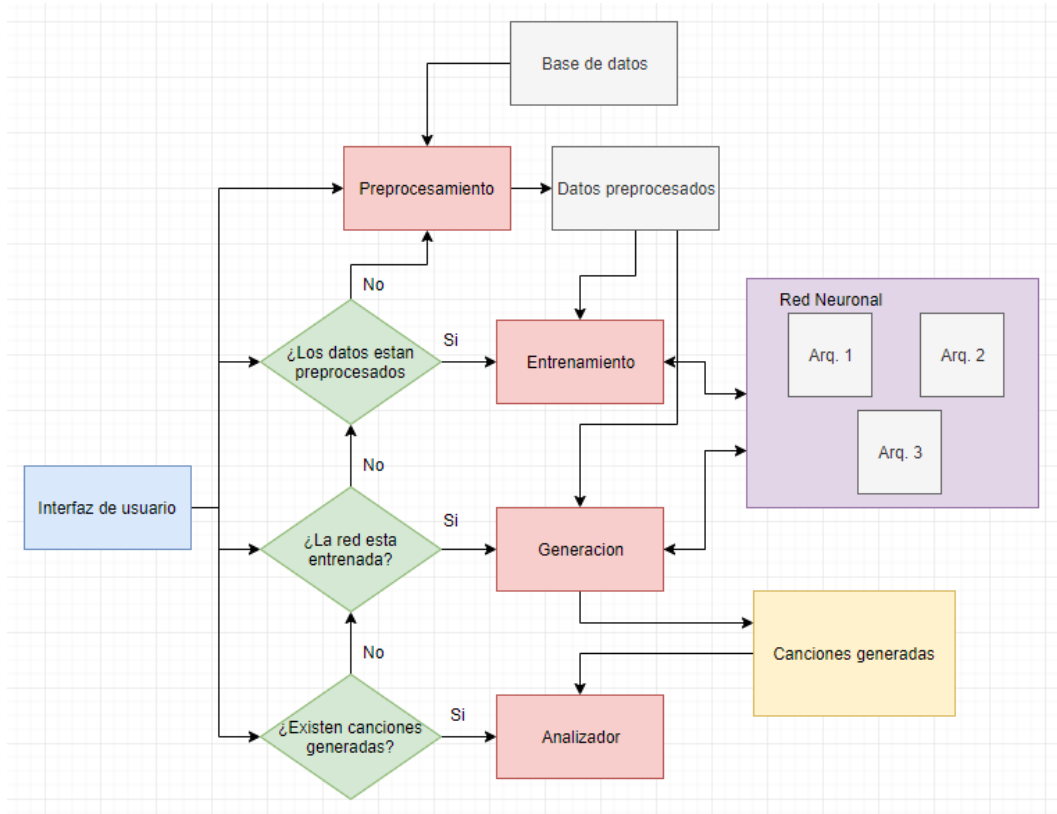 Base de datos
Preprocesamiento
Datos preprocesados
No
Red Neuronal
¿Los datos estan
preprocesados
Si
Entrenamiento
Arq. 1
Arq. 2
Arq. 3
No
Interfaz de usuario
¿La red esta
entrenada?
Si
Generacion
No
Canciones generadas
¿Existen canciones
generadas?
Si
Analizador